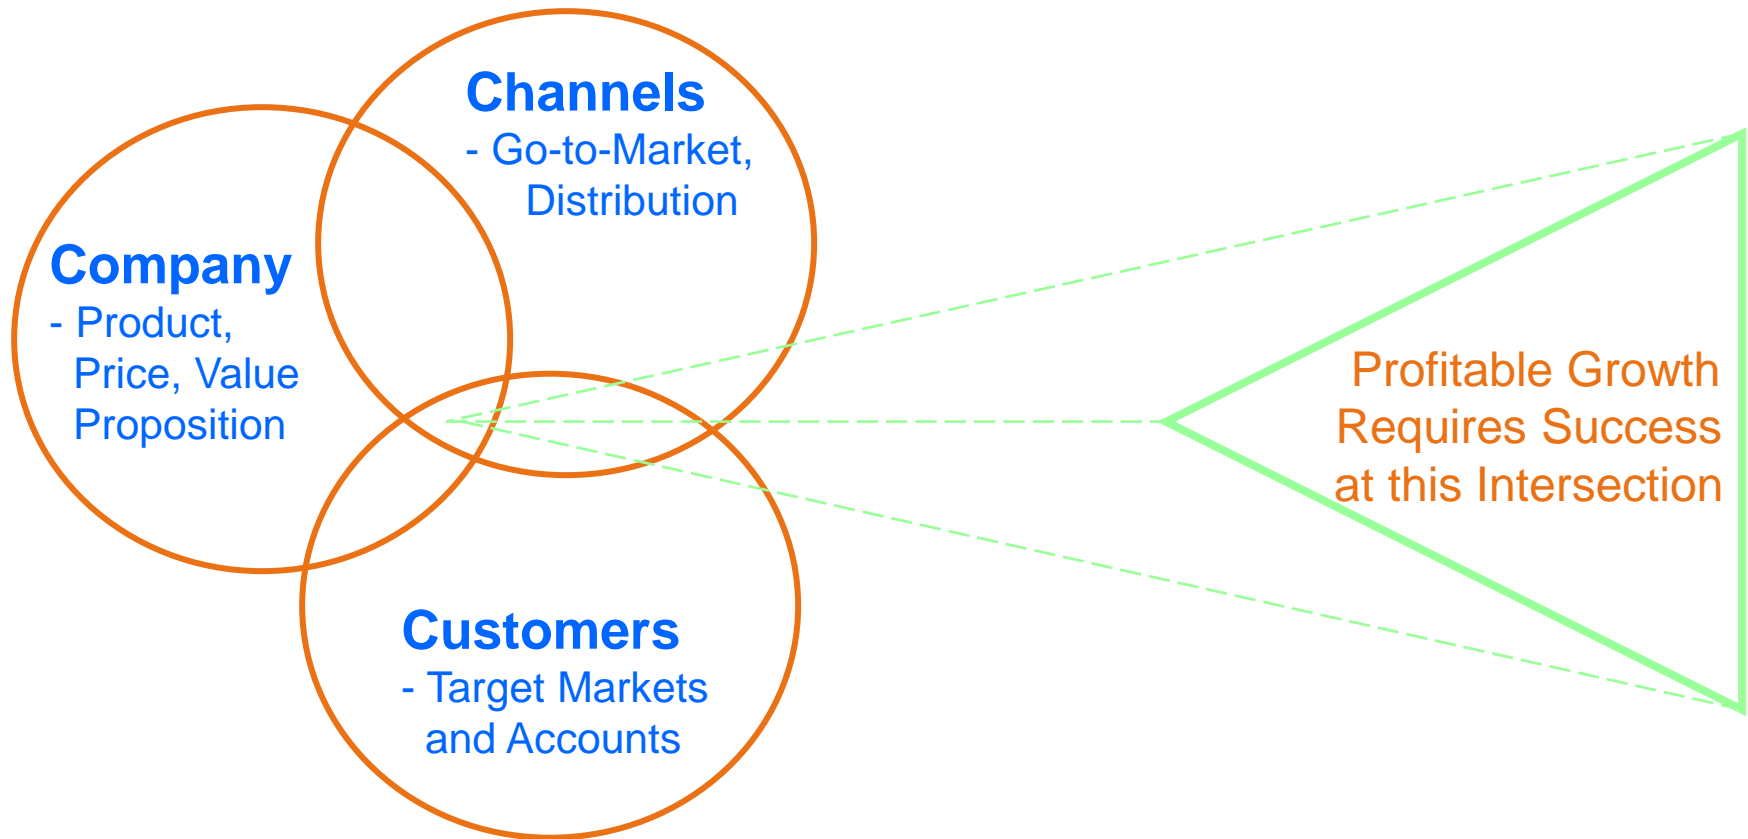 Channels
- Go-to-Market,
Distribution
Company
- Product,
Price, Value
Proposition
Customers
- Target Markets
and Accounts
Profitable Growth
Requires Success
at this Intersection